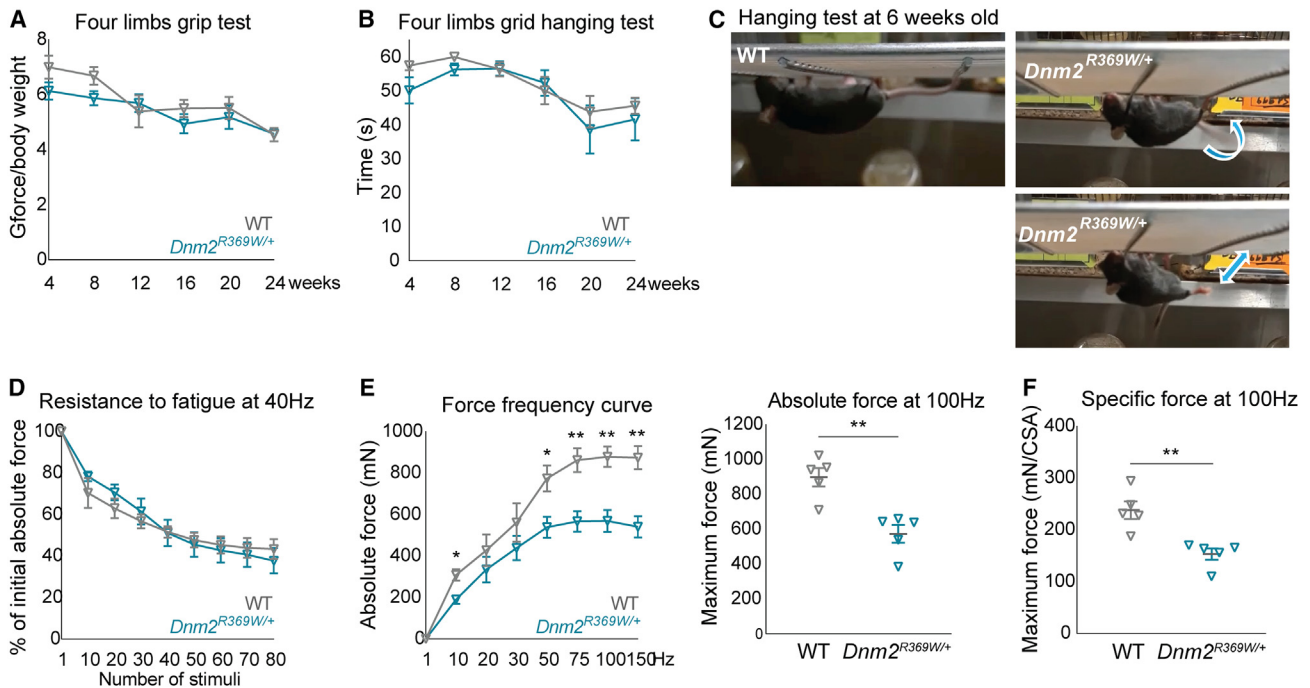 A Four limbs grip test
Gforce/body weight
8
6
4
2
0
4 8 12 16 20 24 weeks
WT
Dnm2R369W/+
B Four limbs grid hanging test
Time (s)
60
50
40
30
20
10
0
4 8 12 16 20 24 weeks
WT
Dnm2R369W/+
C Hanging test at 6 weeks old
WT
Dnm2R369W/+
Dnm2R369W/+
D Resistance to fatigue at 40Hz
% of initial absolute force
100
80
60
40
20
0
1 10 20 30 40 50 60 70 80
Number of stimuli
WT
Dnm2R369W/+
E Force frequency curve
Absolute force (mN)
1000
800
600
400
200
0
1 10 20 30 50 75 100 150 Hz
* * ** ** **
WT
Dnm2R369W/+
Absolute force at 100Hz
Maximum force (mN)
1200
1000
800
600
400
200
0
**
WT Dnm2R369W/+
F Specific force at 100Hz
Maximum force (mN/CSA)
400
300
200
100
0
**
WT Dnm2R369W/+